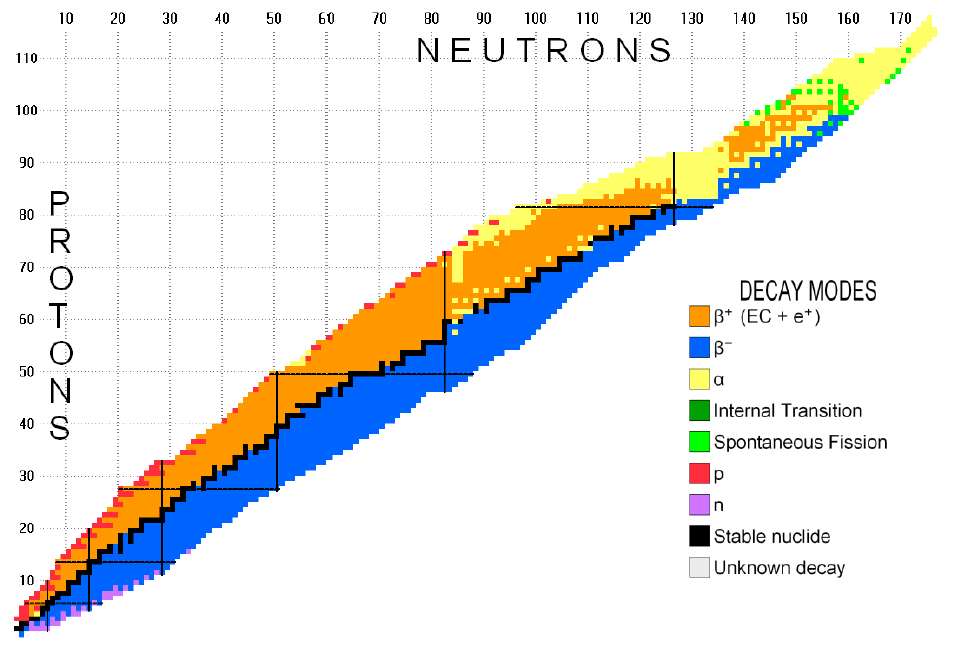 10 20 30 40 50 60 70 80 90 100 110 120 130 140 150 160 170
NEUTRONS
110
100
90
80
70
60
50
40
30
20
10
PROTONS
DECAY MODES
β⁺ (EC + e⁺)
β⁻
α
Internal Transition
Spontaneous Fission
p
n
Stable nuclide
Unknown decay